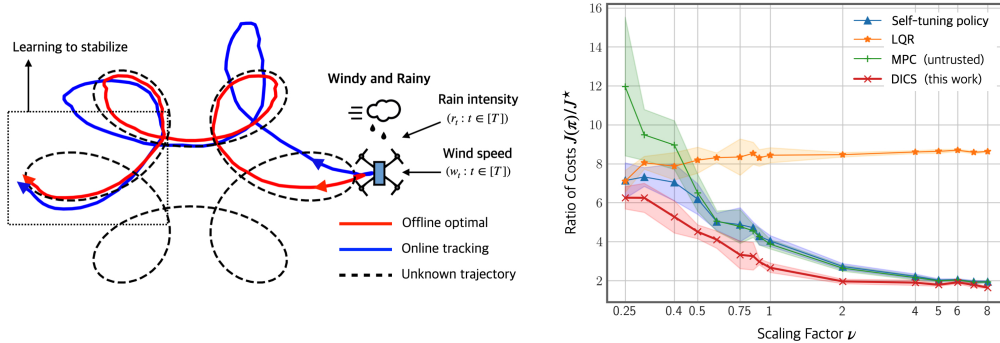 Learning to stabilize
Windy and Rainy
Rain intensity
(rₜ : t ∈ [T])
Wind speed
(wₜ : t ∈ [T])
Offline optimal
Online tracking
Unknown trajectory
Ratio of Costs J(π)/J★
16
14
12
10
8
6
4
2
Self-tuning policy
LQR
MPC (untrusted)
DICS (this work)
0.25 0.4 0.5 0.75 1 2 4 5 6 8
Scaling Factor ν